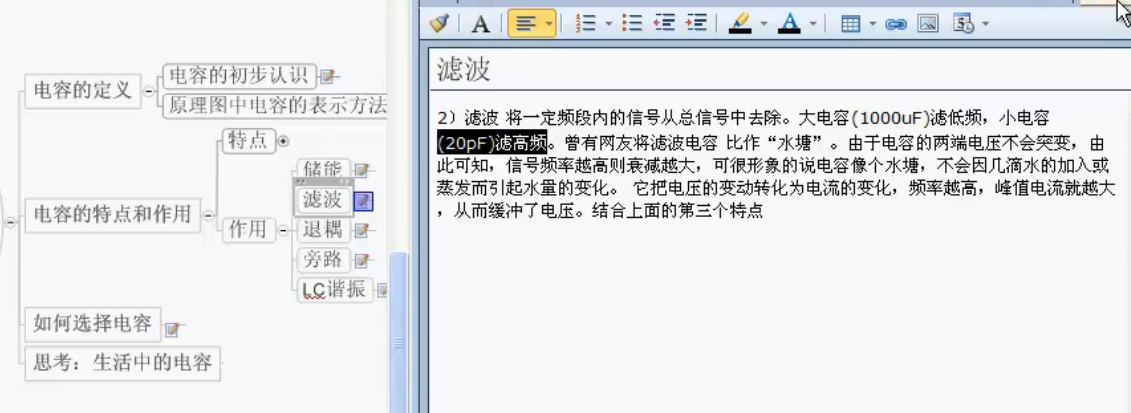 电容的定义
电容的初步认识
原理图中电容的表示方法
电容的特点和作用
特点
作用
储能
滤波
退耦
旁路
LC谐振
如何选择电容
思考：生活中的电容
滤波
2）滤波 将一定频段内的信号从总信号中去除。大电容(1000uF)滤低频，小电容
(20pF)滤高频。曾有网友将滤波电容 比作“水塘”。由于电容的两端电压不会突变，由
此可知，信号频率越高则衰减越大，可很形象的说电容像个水塘，不会因几滴水的加入或
蒸发而引起水量的变化。 它把电压的变动转化为电流的变化，频率越高，峰值电流就越大
，从而缓冲了电压。结合上面的第三个特点